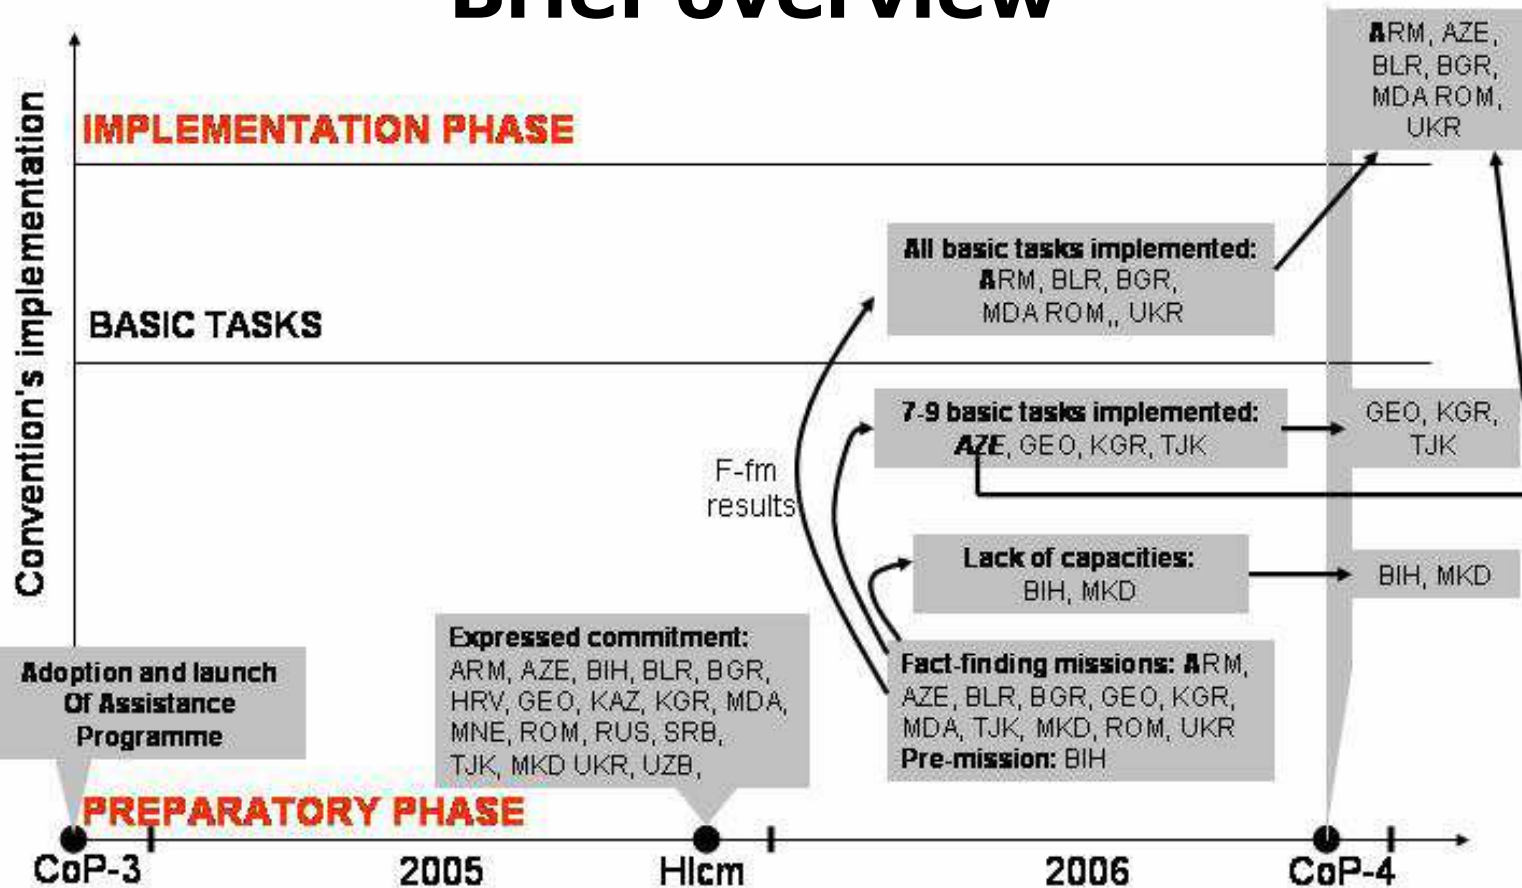 Brief overview
ARM, AZE,
BLR, BGR,
MDA ROM,
UKR
Convention's implementation
IMPLEMENTATION PHASE
All basic tasks implemented:
ARM, BLR, BGR,
MDA ROM,, UKR
BASIC TASKS
7-9 basic tasks implemented:
AZE, GEO, KGR, TJK
GEO, KGR,
TJK
F-fm
results
Lack of capacities:
BIH, MKD
BIH, MKD
Expressed commitment:
ARM, AZE, BIH, BLR, BGR,
HRV, GEO, KAZ, KGR, MDA,
MNE, ROM, RUS, SRB,
TJK, MKD UKR, UZB,
Fact-finding missions: ARM,
AZE, BLR, BGR, GEO, KGR,
MDA, TJK, MKD, ROM, UKR
Pre-mission: BIH
Adoption and launch
Of Assistance
Programme
PREPARATORY PHASE
CoP-3 2005 Hlcm 2006 CoP-4